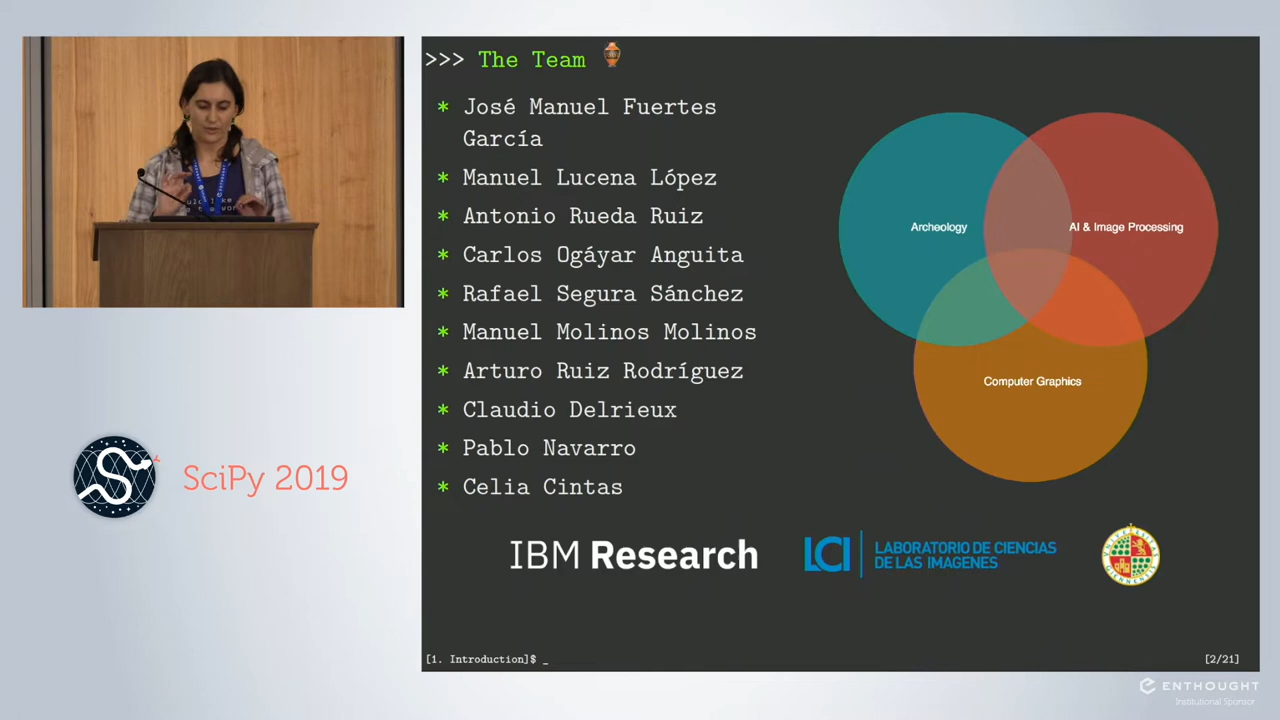 >>> The Team
* José Manuel Fuertes
García
* Manuel Lucena López
* Antonio Rueda Ruiz
* Carlos Ogáyar Anguita
* Rafael Segura Sánchez
* Manuel Molinos Molinos
* Arturo Ruiz Rodríguez
* Claudio Delrieux
* Pablo Navarro
* Celia Cintas
Archeology
AI & Image Processing
Computer Graphics
IBM Research
LCI
LABORATORIO DE CIENCIAS
DE LAS IMAGENES
[1. Introduction]$ _
[2/21]
SciPy 2019
ENTHOUGHT
Institutional Sponsor